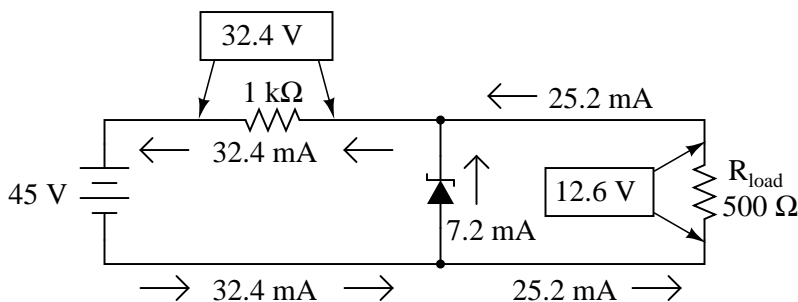 32.4 V
1 kΩ
25.2 mA
32.4 mA
45 V
12.6 V
Rload
500 Ω
7.2 mA
32.4 mA
25.2 mA